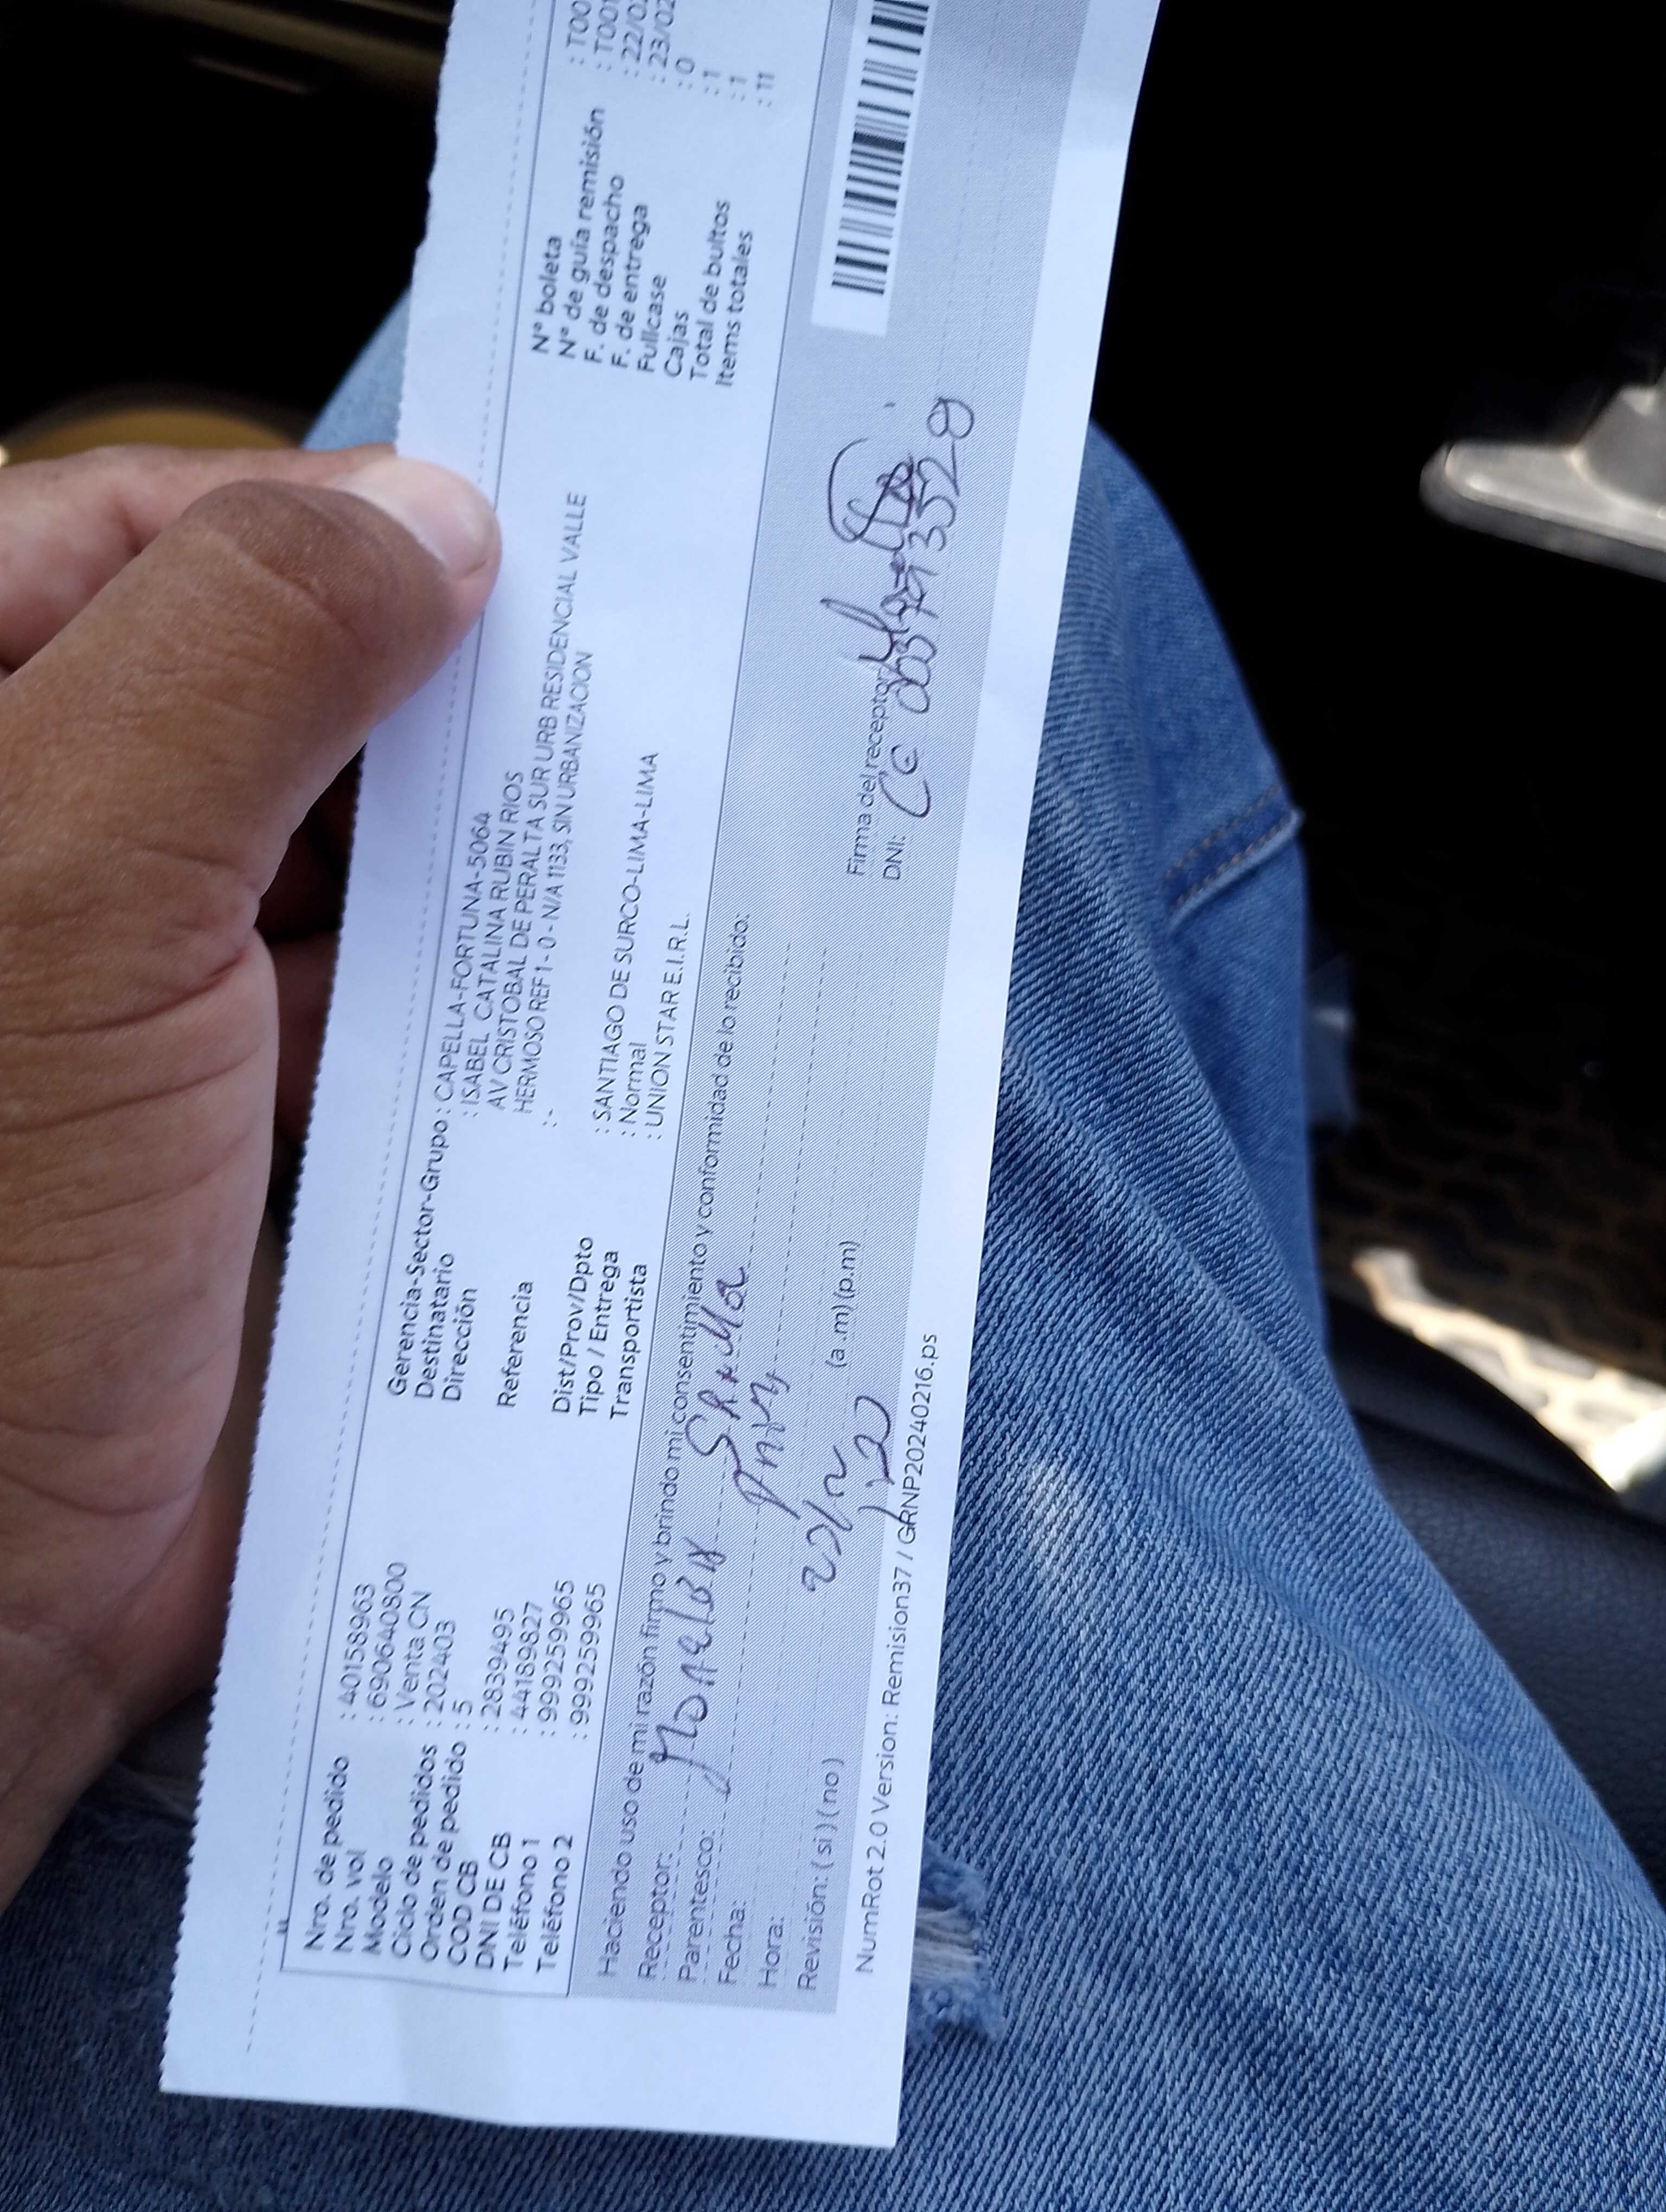 Nro. de pedido : 40158963
Nro. vol : 690640800
Modelo : Venta CN
Ciclo de pedidos : 202403
Orden de pedido : 5
COD CB : 2839495
DNI DE CB : 44189827
Teléfono 1 : 999259965
Teléfono 2 : 999259965
Gerencia-Sector-Grupo : CAPELLA-FORTUNA-5064
Destinatario : ISABEL CATALINA RUBIN RIOS
Dirección AV CRISTOBAL DE PERALTA SUR URB RESIDENCIAL VALLE
HERMOSO REF 1 - 0 - N/A 1133, SIN URBANIZACION
Referencia : -
Dist/Prov/Dpto : SANTIAGO DE SURCO-LIMA-LIMA
Tipo / Entrega : Normal
Transportista : UNION STAR E.I.R.L.
N° boleta : T00
N° de guía remisión : T001
F. de despacho : 22/02
F. de entrega : 23/02
Fullcase : 0
Cajas : 1
Total de bultos : 1
Items totales : 11
Haciendo uso de mi razón firmo y brindo mi consentimiento y conformidad de lo recibido:
Receptor:
Parentesco:
Fecha:
Hora: (a.m) (p.m)
Revisión: ( si ) ( no )
Firma del receptor:
DNI: CE
NumRot 2.0 Version: Remision37 / GRNP20240216.ps